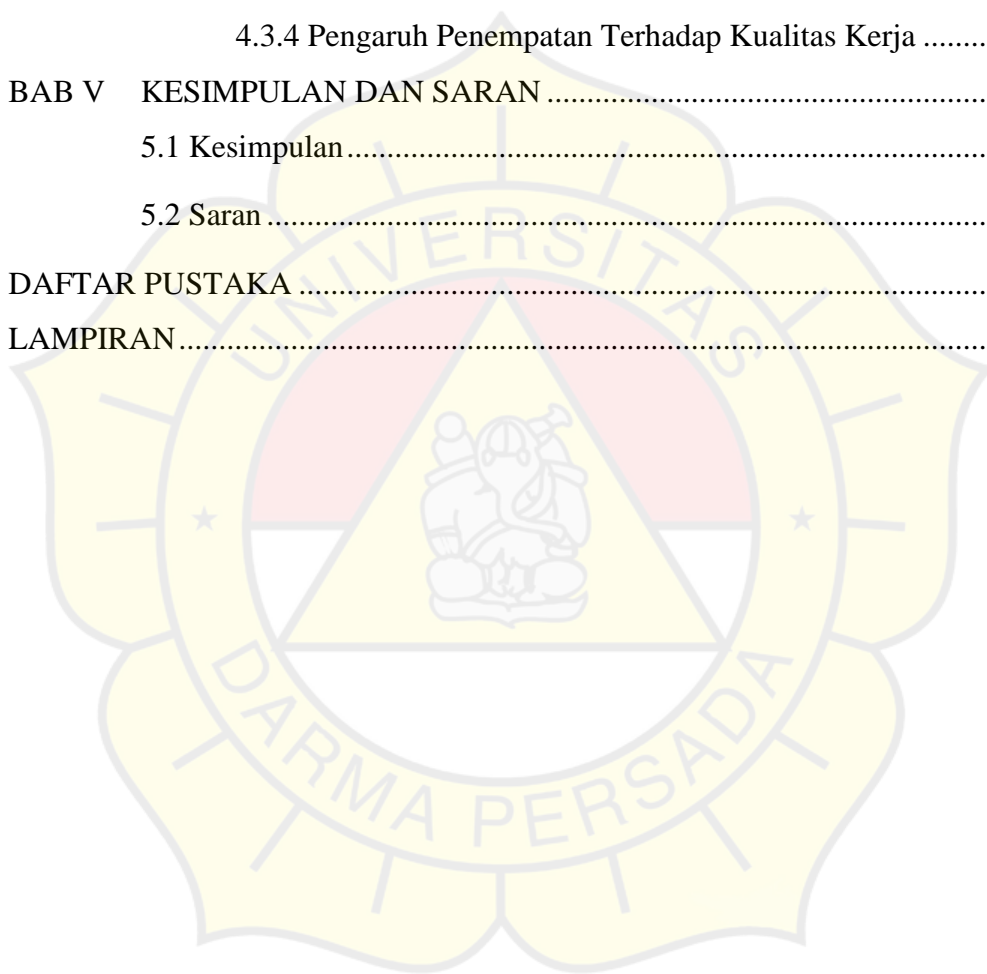 4.3.4 Pengaruh Penempatan Terhadap Kualitas Kerja ........
BAB V KESIMPULAN DAN SARAN ........................................................
5.1 Kesimpulan..................................................................................
5.2 Saran ............................................................................................
DAFTAR PUSTAKA .......................................................................................
LAMPIRAN.......................................................................................................
UNIVERSITAS
DARMA PERSADA